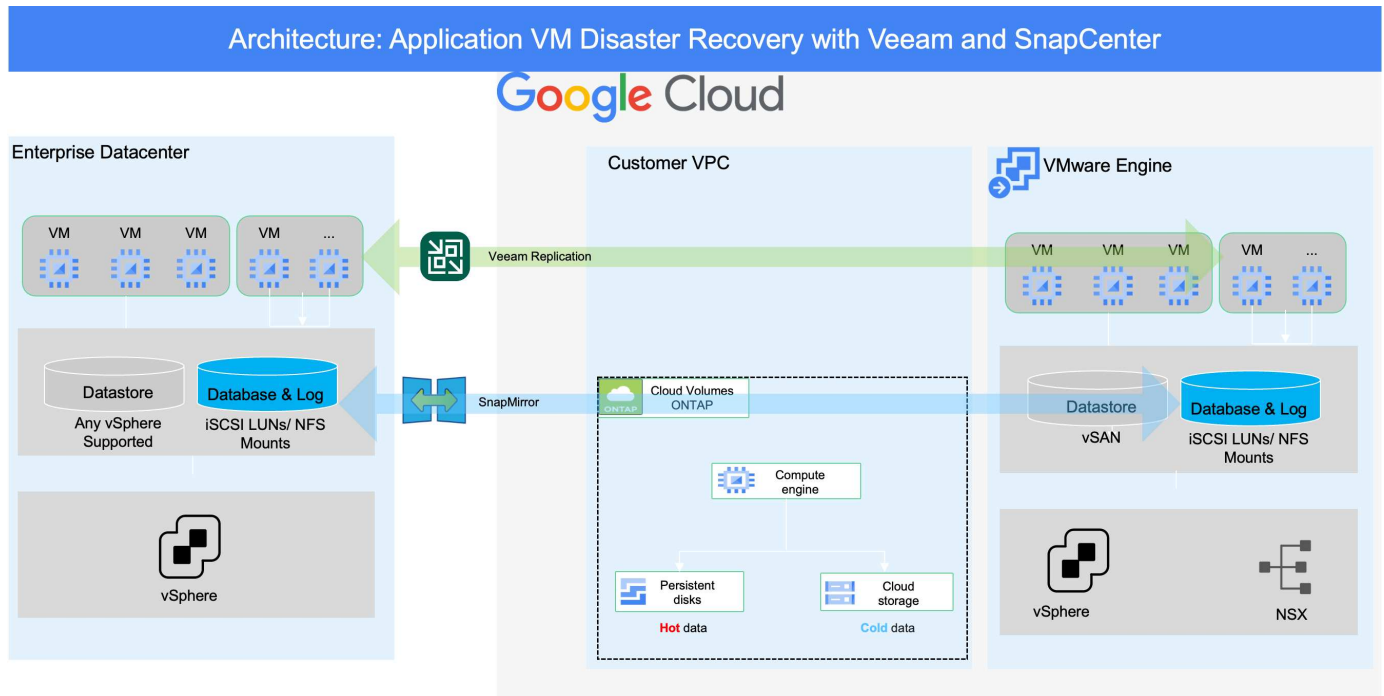 Architecture: Application VM Disaster Recovery with Veeam and SnapCenter
Google Cloud
Enterprise Datacenter
VM
VM
VM
VM
...
Datastore
Any vSphere
Supported
Database & Log
iSCSI LUNs/ NFS
Mounts
vSphere
Veeam Replication
SnapMirror
Customer VPC
ONTAP
Cloud Volumes
ONTAP
Compute
engine
Persistent
disks
Hot data
Cloud
storage
Cold data
VMware Engine
VM
VM
VM
VM
...
Datastore
vSAN
Database & Log
iSCSI LUNs/ NFS
Mounts
vSphere
NSX